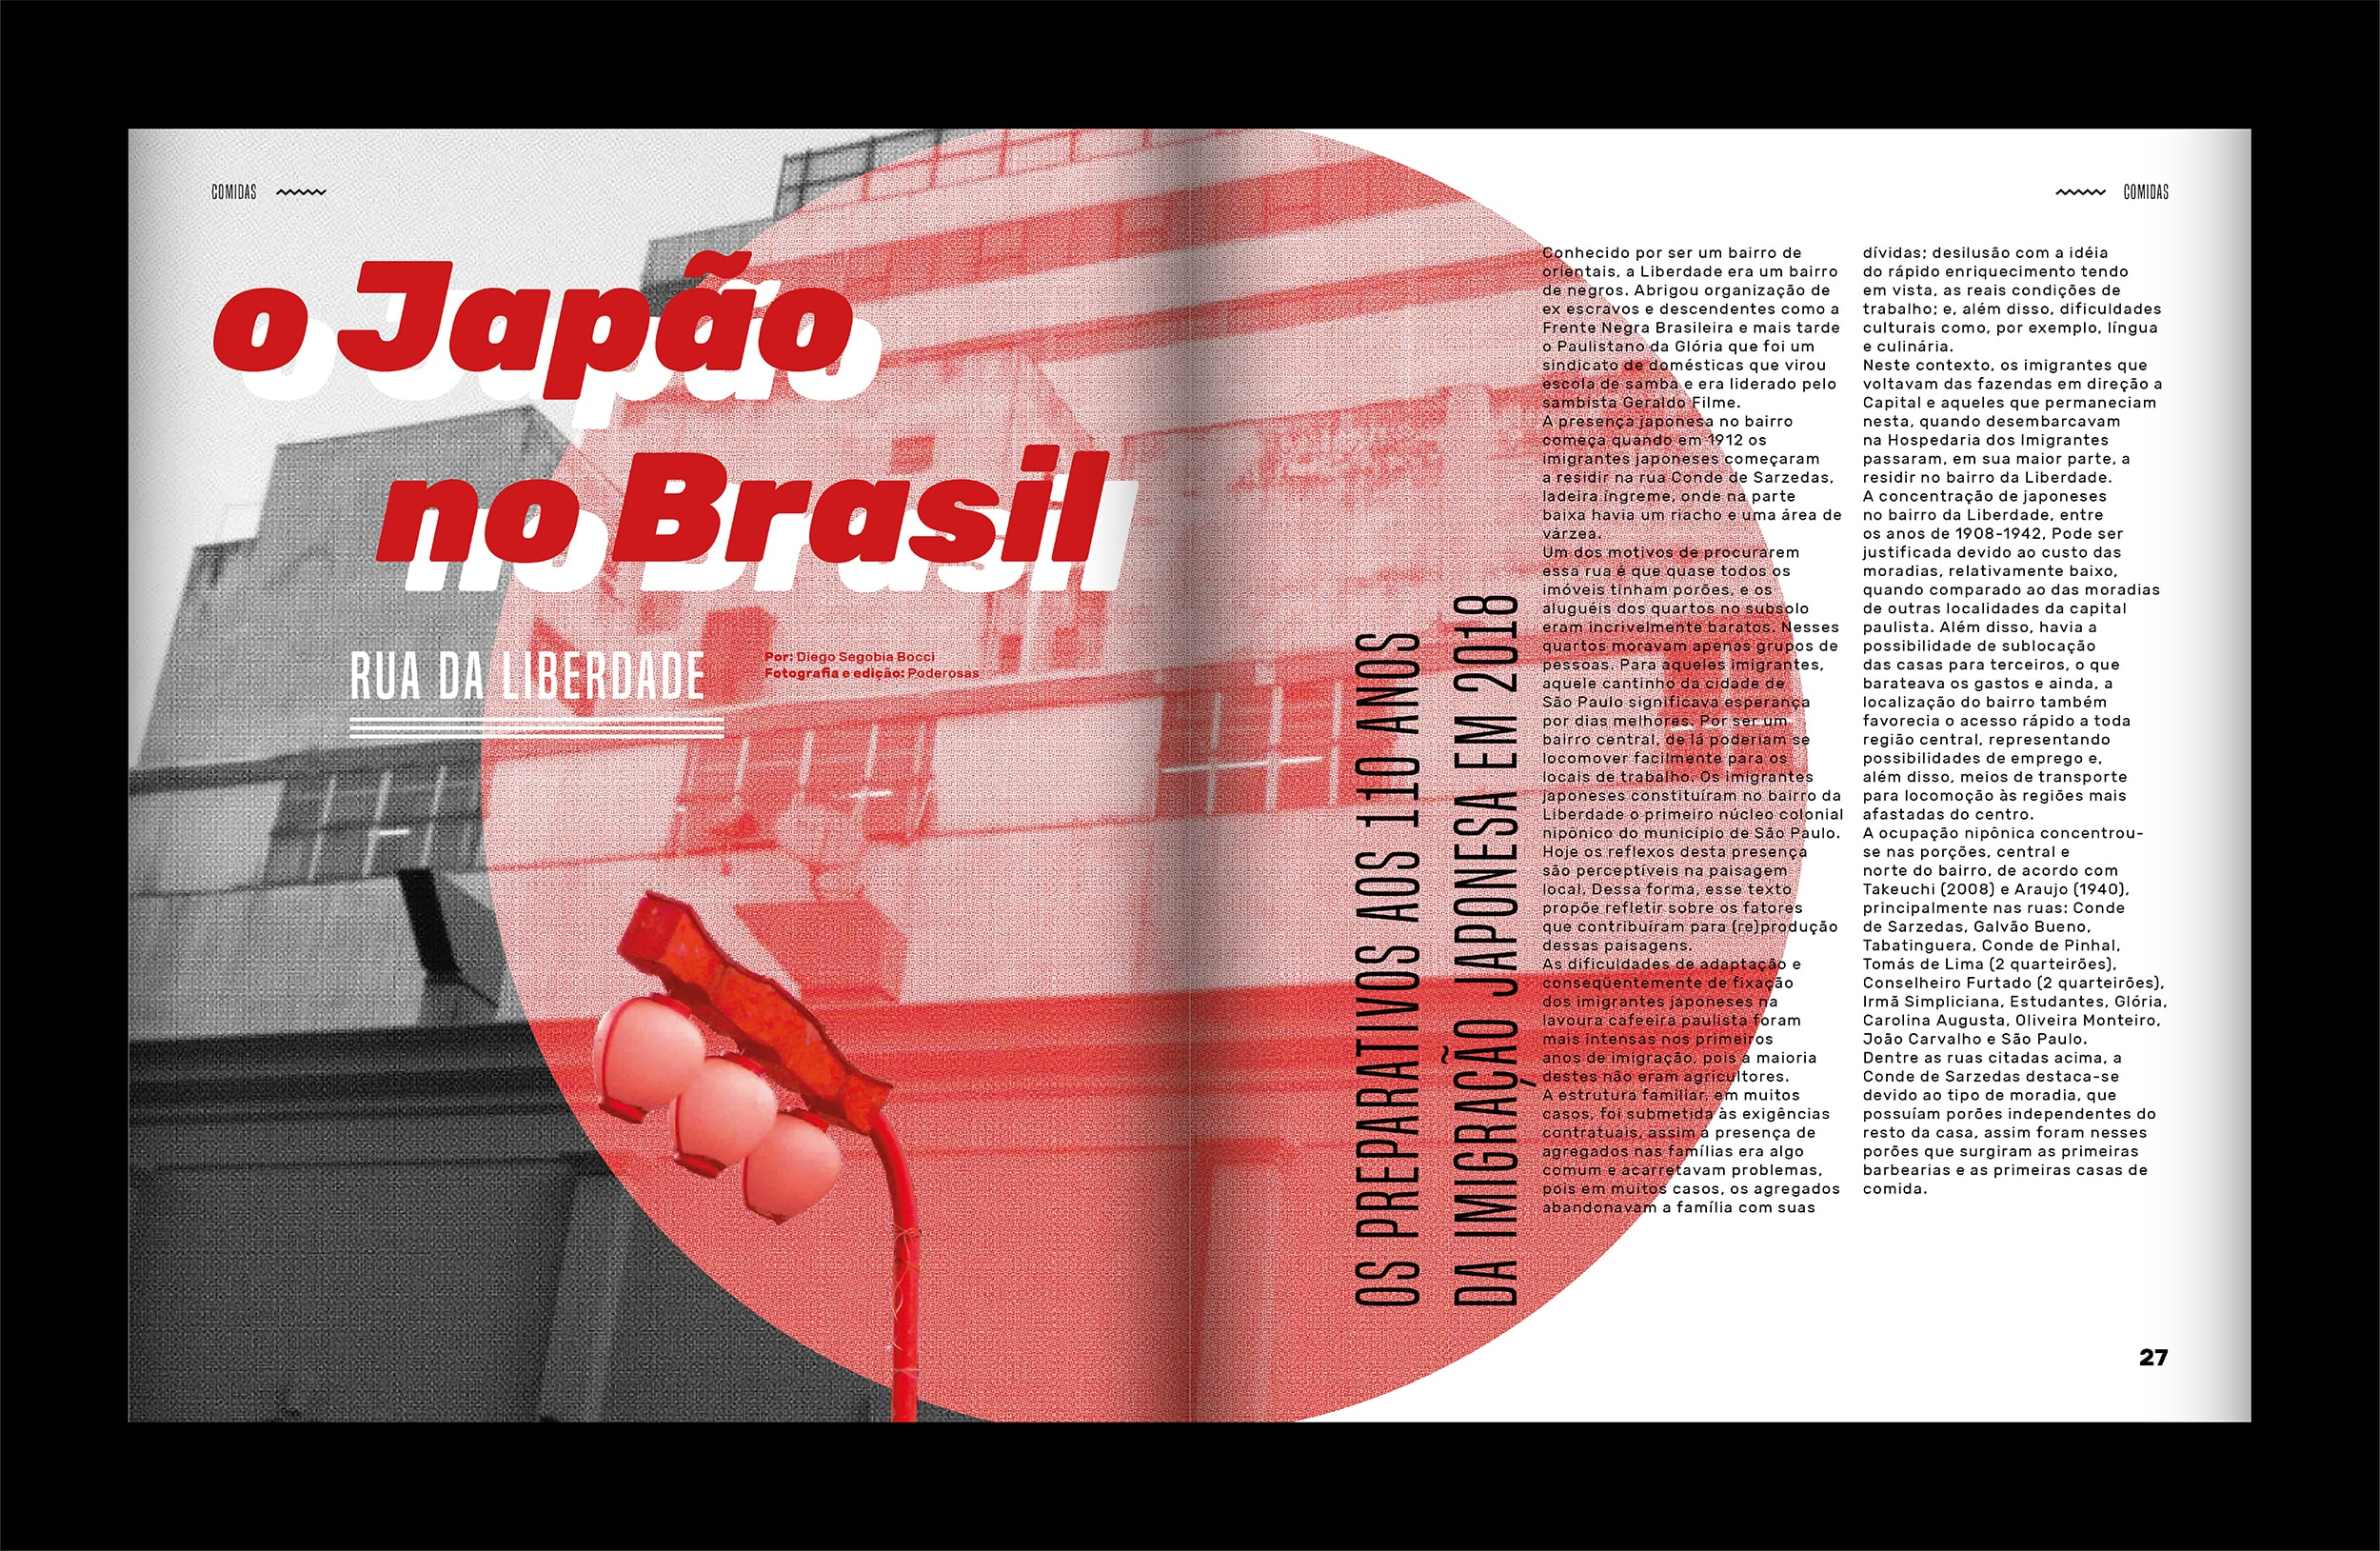 COMIDAS
o Japão
no Brasil
RUA DA LIBERDADE
Por: Diego Segobia Bocci
Fotografia e edição: Poderosas
OS PREPARATIVOS AOS 110 ANOS
DA IMIGRAÇÃO JAPONESA EM 2018
COMIDAS
Conhecido por ser um bairro de
orientais, a Liberdade era um bairro
de negros. Abrigou organização de
ex escravos e descendentes como a
Frente Negra Brasileira e mais tarde
o Paulistano da Glória que foi um
sindicato de domésticas que virou
escola de samba e era liderado pelo
sambista Geraldo Filme.
A presença japonesa no bairro
começa quando em 1912 os
imigrantes japoneses começaram
a residir na rua Conde de Sarzedas,
ladeira íngreme, onde na parte
baixa havia um riacho e uma área de
várzea.
Um dos motivos de procurarem
essa rua é que quase todos os
imóveis tinham porões, e os
aluguéis dos quartos no subsolo
eram incrivelmente baratos. Nesses
quartos moravam apenas grupos de
pessoas. Para aqueles imigrantes,
aquele cantinho da cidade de
São Paulo significava esperança
por dias melhores. Por ser um
bairro central, de lá poderiam se
locomover facilmente para os
locais de trabalho. Os imigrantes
japoneses constituíram no bairro da
Liberdade o primeiro núcleo colonial
nipônico do município de São Paulo.
Hoje os reflexos desta presença
são perceptíveis na paisagem
local, Dessa forma, esse texto
propõe refletir sobre os fatores
que contribuíram para (re)produção
dessas paisagens.
As dificuldades de adaptação e
conseqüentemente de fixação
dos imigrantes japoneses na
lavoura cafeeira paulista foram
mais intensas nos primeiros
anos de imigração, pois a maioria
destes não eram agricultores.
A estrutura familiar, em muitos
casos, foi submetida às exigências
contratuais, assim a presença de
agregados nas famílias era algo
comum e acarretavam problemas,
pois em muitos casos, os agregados
abandonavam a família com suas
dívidas; desilusão com a idéia
do rápido enriquecimento tendo
em vista, as reais condições de
trabalho; e, além disso, dificuldades
culturais como, por exemplo, língua
e culinária.
Neste contexto, os imigrantes que
voltavam das fazendas em direção a
Capital e aqueles que permaneciam
nesta, quando desembarcavam
na Hospedaria dos Imigrantes
passaram, em sua maior parte, a
residir no bairro da Liberdade.
A concentração de japoneses
no bairro da Liberdade, entre
os anos de 1908-1942, Pode ser
justificada devido ao custo das
moradias, relativamente baixo,
quando comparado ao das moradias
de outras localidades da capital
paulista. Além disso, havia a
possibilidade de sublocação
das casas para terceiros, o que
barateava os gastos e ainda, a
localização do bairro também
favorecia o acesso rápido a toda
região central, representando
possibilidades de emprego e,
além disso, meios de transporte
para locomoção às regiões mais
afastadas do centro.
A ocupação nipônica concentrou-
se nas porções, central e
norte do bairro, de acordo com
Takeuchi (2008) e Araujo (1940),
principalmente nas ruas: Conde
de Sarzedas, Galvão Bueno,
Tabatinguera, Conde de Pinhal,
Tomás de Lima (2 quarteirões),
Conselheiro Furtado (2 quarteirões),
Irmã Simpliciana, Estudantes, Glória,
Carolina Augusta, Oliveira Monteiro,
João Carvalho e São Paulo.
Dentre as ruas citadas acima, a
Conde de Sarzedas destaca-se
devido ao tipo de moradia, que
possuíam porões independentes do
resto da casa, assim foram nesses
porões que surgiram as primeiras
barbearias e as primeiras casas de
comida.
27